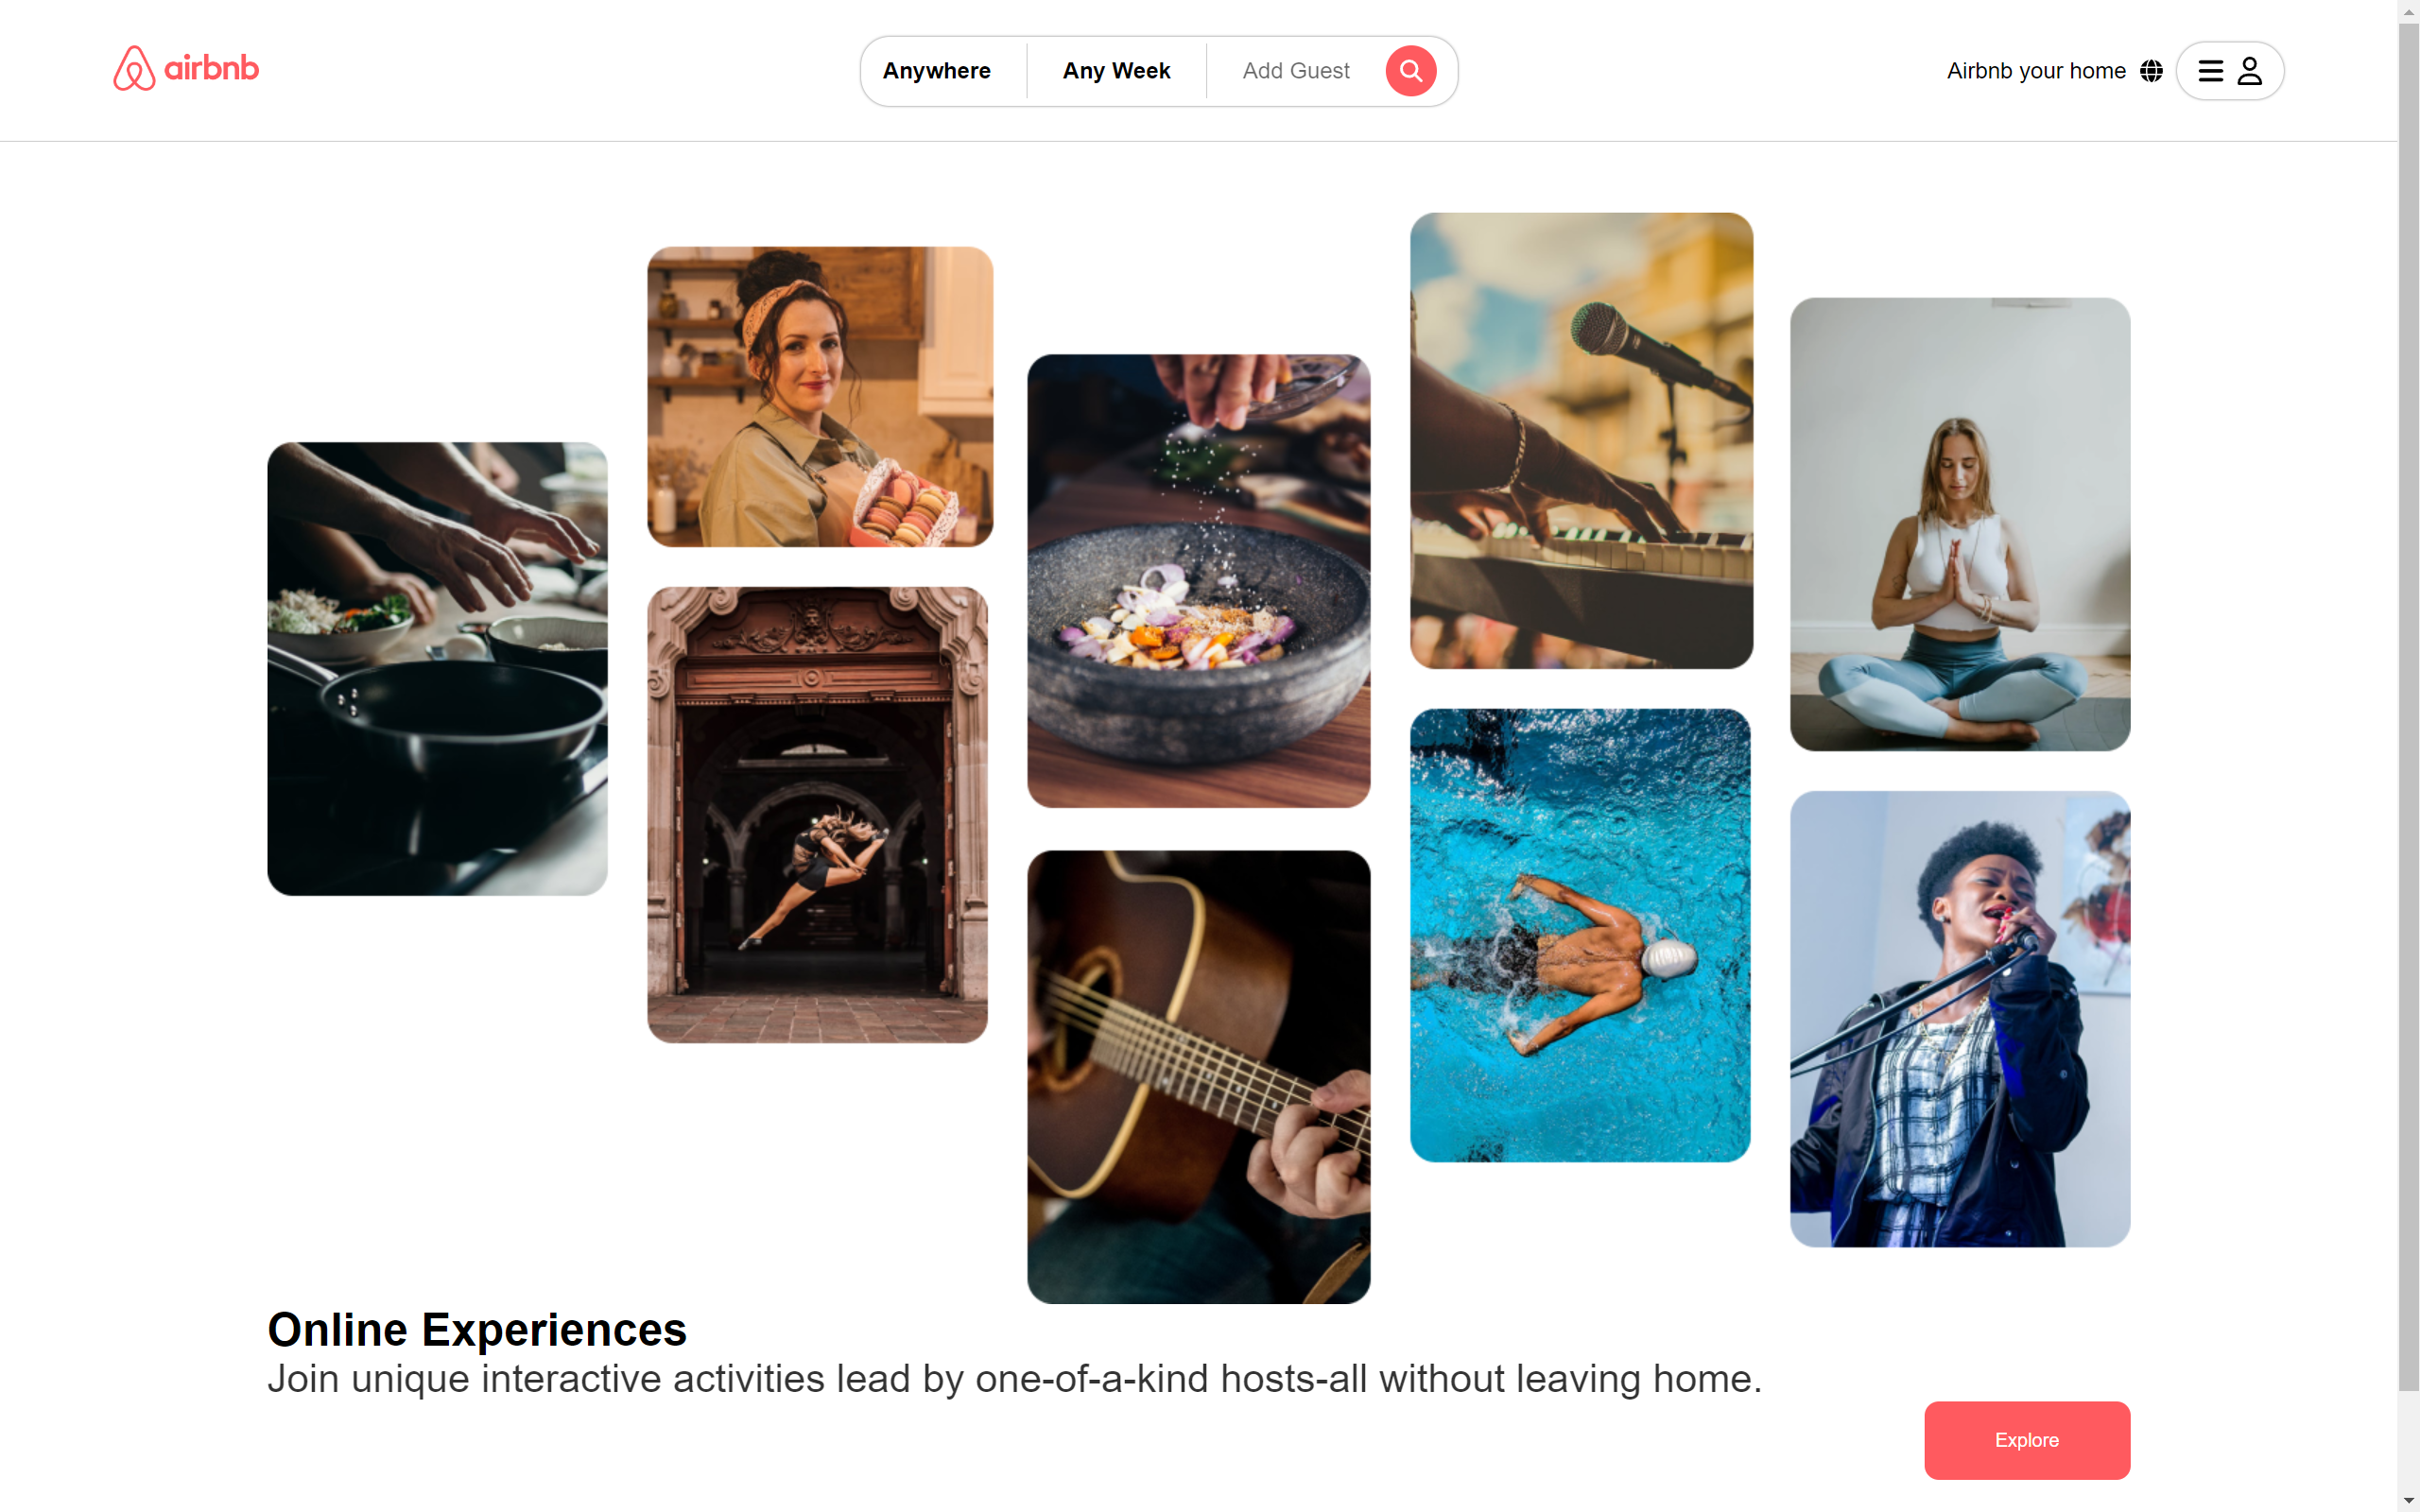 airbnb
Anywhere
Any Week
Add Guest
Airbnb your home
Online Experiences
Join unique interactive activities lead by one-of-a-kind hosts-all without leaving home.
Explore